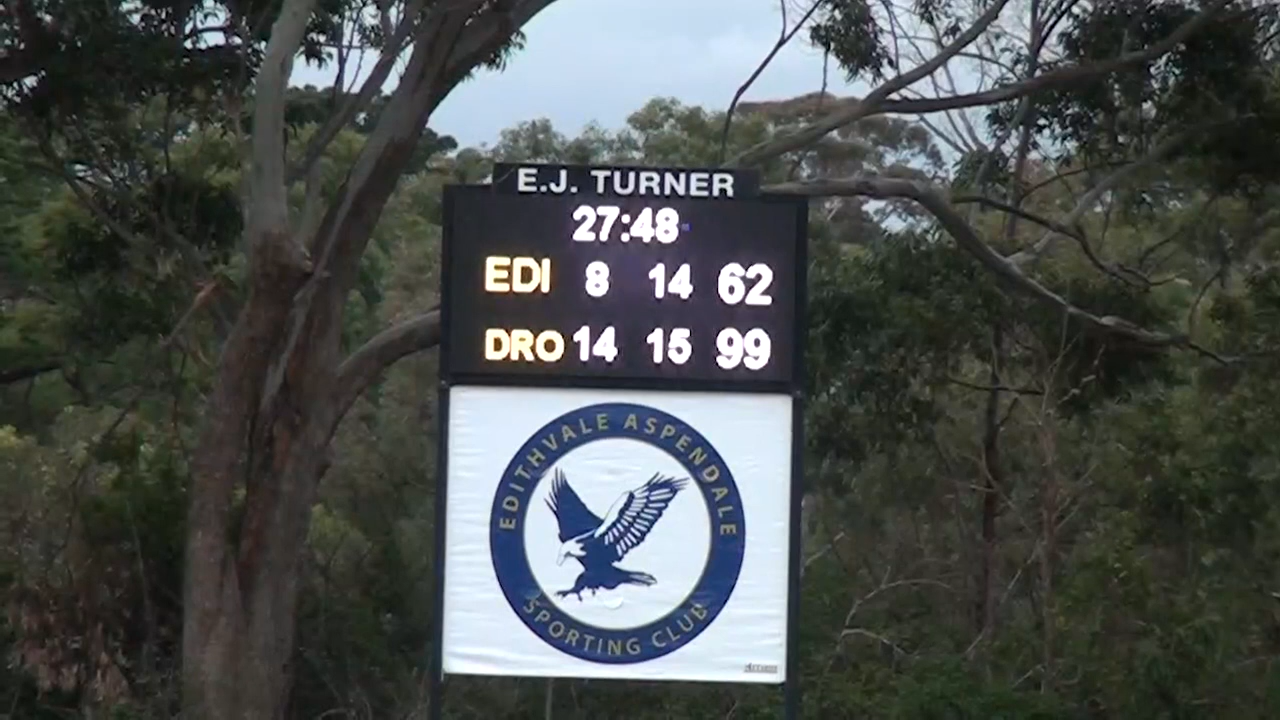 E.J. TURNER
27:48
EDI 8 14 62
DRO 14 15 99
EDITHVALE ASPENDALE
SPORTING CLUB